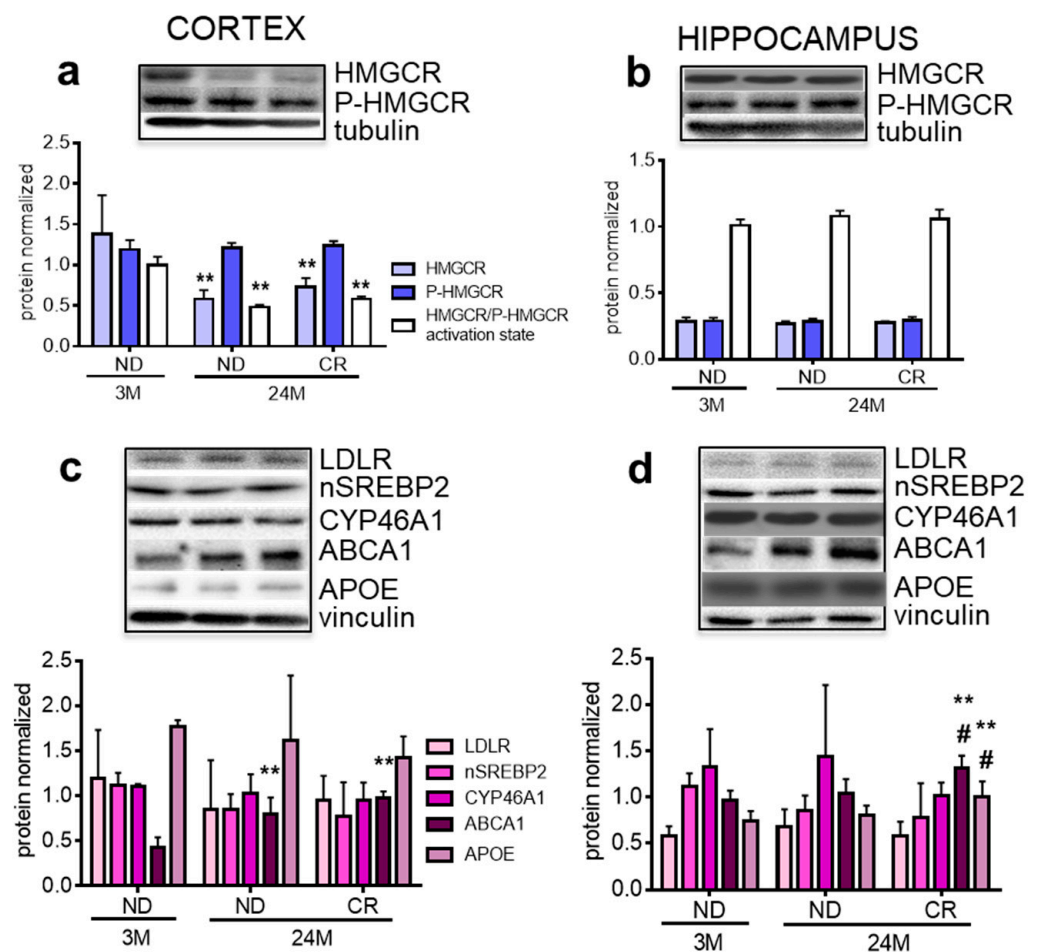 CORTEX
a
HMGCR
P-HMGCR
tubulin
protein normalized
2.5
2.0
1.5
1.0
0.5
0.0
**
**
**
**
HMGCR
P-HMGCR
HMGCR/P-HMGCR
activation state
ND
ND
CR
3M
24M
HIPPOCAMPUS
b
HMGCR
P-HMGCR
tubulin
protein normalized
1.5
1.0
0.5
0.0
ND
ND
CR
3M
24M
c
LDLR
nSREBP2
CYP46A1
ABCA1
APOE
vinculin
protein normalized
2.5
2.0
1.5
1.0
0.5
0.0
**
**
LDLR
nSREBP2
CYP46A1
ABCA1
APOE
ND
ND
CR
3M
24M
d
LDLR
nSREBP2
CYP46A1
ABCA1
APOE
vinculin
protein normalized
2.5
2.0
1.5
1.0
0.5
0.0
**
#
**
#
ND
ND
CR
3M
24M